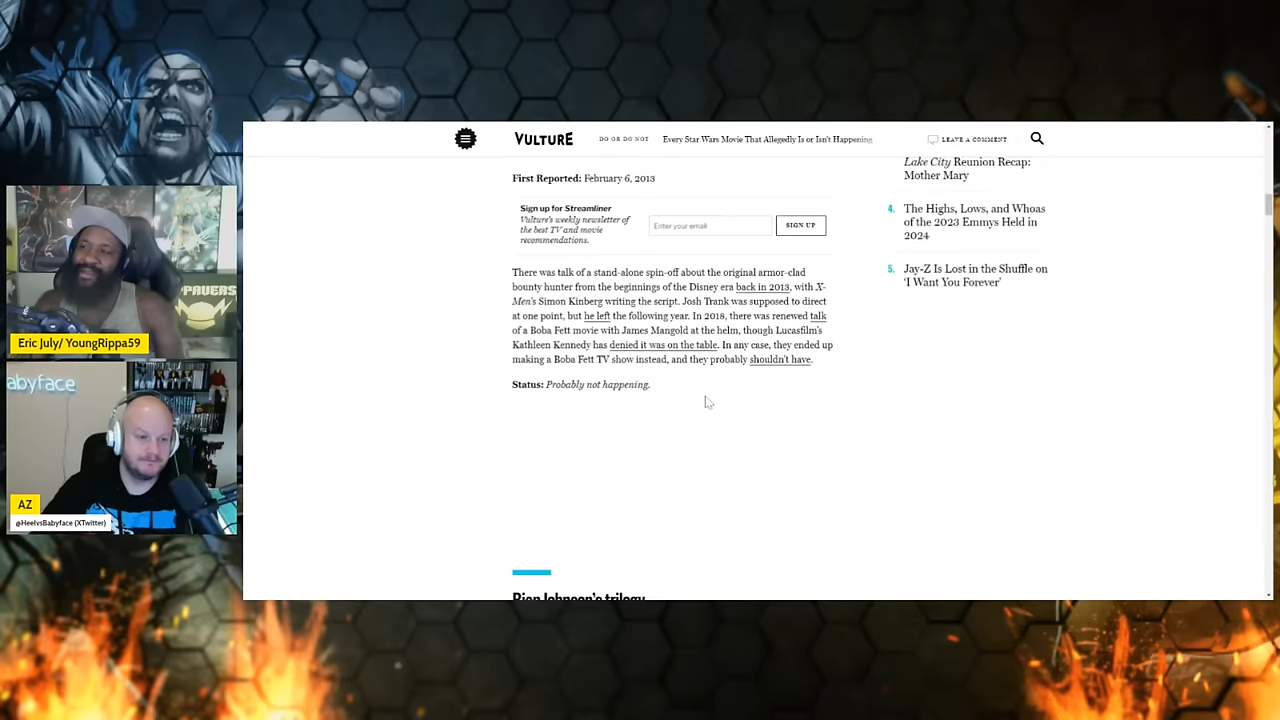 VULTURE
DO OR DO NOT
Every Star Wars Movie That Allegedly Is or Isn't Happening
LEAVE A COMMENT
First Reported: February 6, 2013
Sign up for Streamliner
Vulture's weekly newsletter of
the best TV and movie
recommendations.
Enter your email
SIGN UP
There was talk of a stand-alone spin-off about the original armor-clad
bounty hunter from the beginnings of the Disney era back in 2013, with X-
Men's Simon Kinberg writing the script. Josh Trank was supposed to direct
at one point, but he left the following year. In 2018, there was renewed talk
of a Boba Fett movie with James Mangold at the helm, though Lucasfilm's
Kathleen Kennedy has denied it was on the table. In any case, they ended up
making a Boba Fett TV show instead, and they probably shouldn't have.
Status: Probably not happening.
Rian Johnson's trilogy
Lake City Reunion Recap:
Mother Mary
4. The Highs, Lows, and Whoas
of the 2023 Emmys Held in
2024
5. Jay-Z Is Lost in the Shuffle on
'I Want You Forever'
PAVERS
Eric July/ YoungRippa59
abyface
AZ
@HeelvsBabyface (XTwitter)